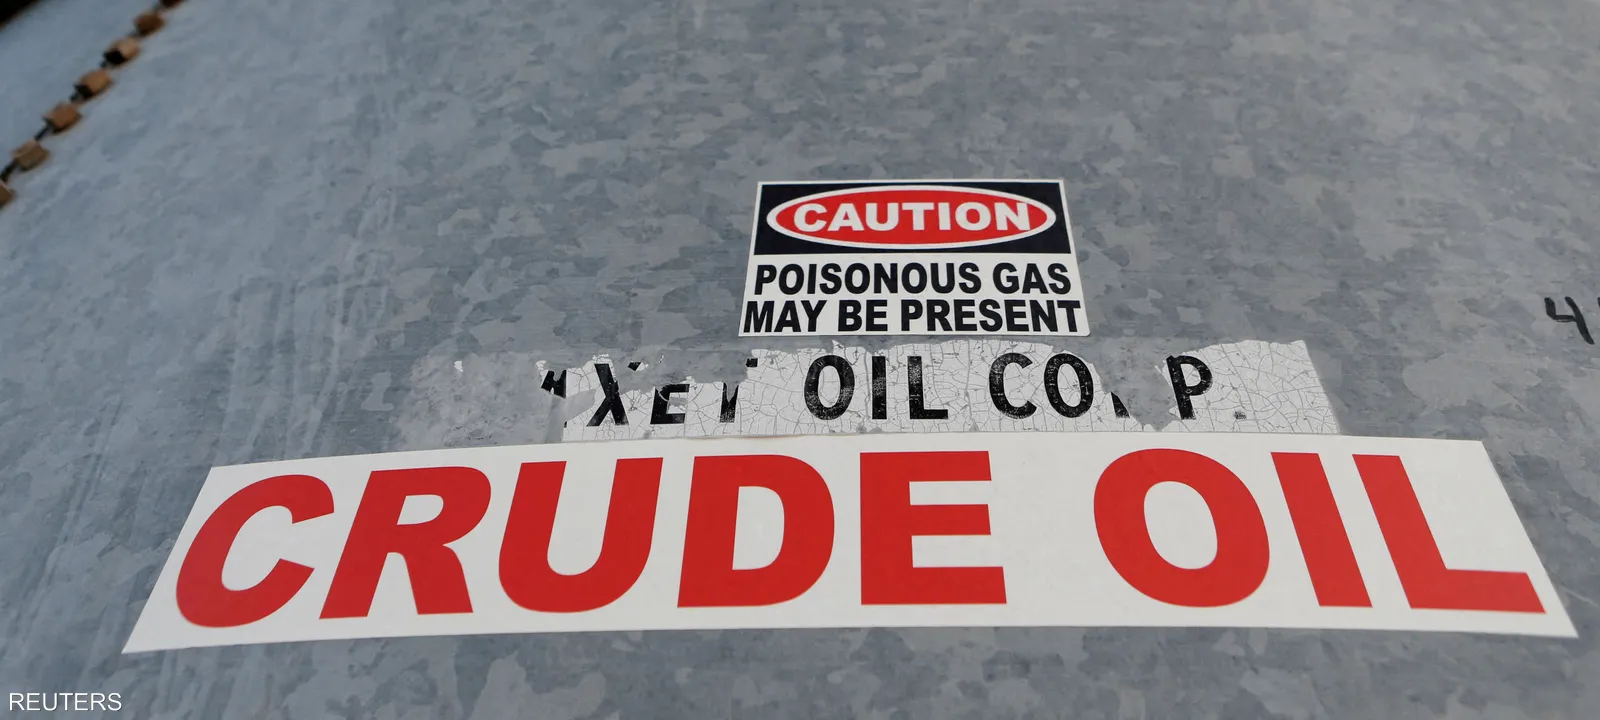 CAUTION
POISONOUS GAS
MAY BE PRESENT
OIL
CRUDE OIL
REUTERS